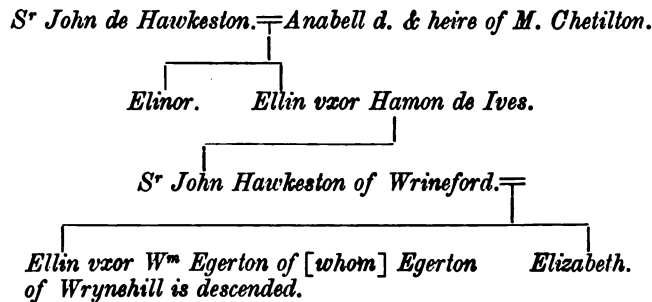 Sr John de Hawkeston.=Anabell d. & heire of M. Chetilton.
Elinor. Ellin vxor Hamon de Ives.
Sr John Hawkeston of Wrineford.=
Ellin vxor Wm Egerton of [whom] Egerton Elizabeth.
of Wrynehill is descended.